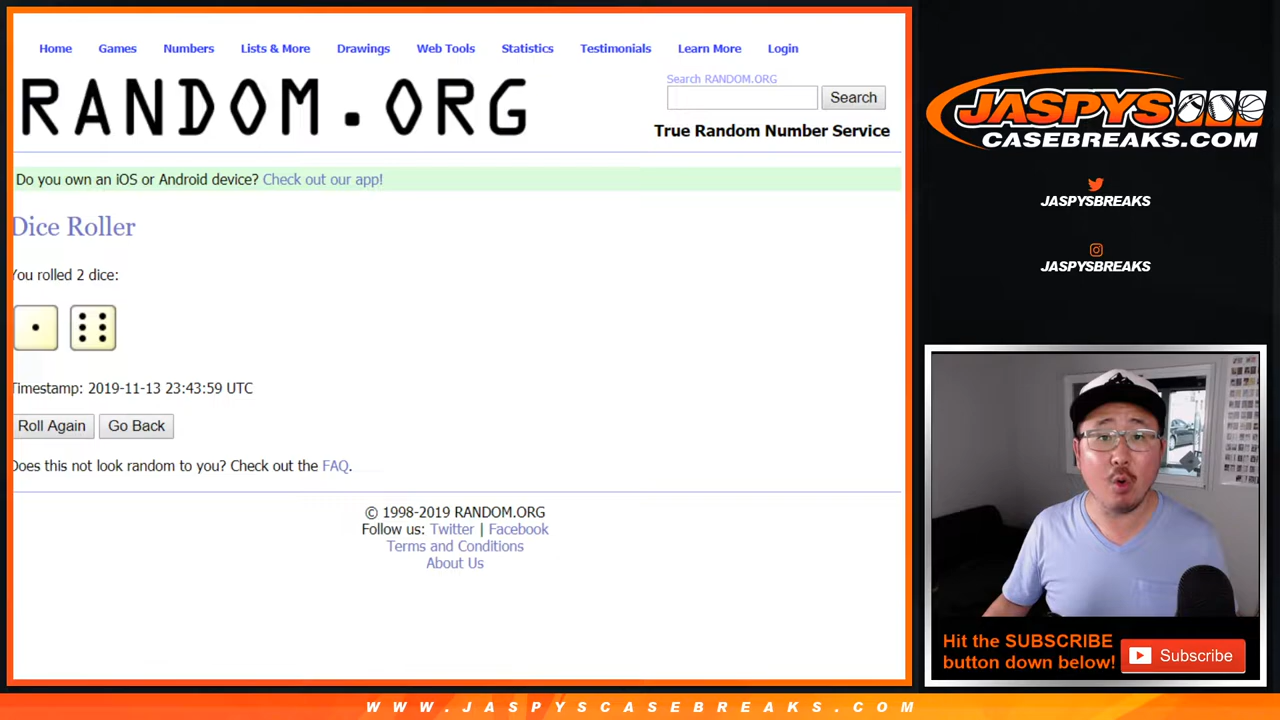 Home Games Numbers Lists & More Drawings Web Tools Statistics Testimonials Learn More Login
RANDOM.ORG
Search RANDOM.ORG
Search
True Random Number Service
Do you own an iOS or Android device? Check out our app!
Dice Roller
You rolled 2 dice:
Timestamp: 2019-11-13 23:43:59 UTC
Roll Again Go Back
Does this not look random to you? Check out the FAQ.
© 1998-2019 RANDOM.ORG
Follow us: Twitter | Facebook
Terms and Conditions
About Us
JASPYS
CASEBREAKS.COM
JASPYSBREAKS
JASPYSBREAKS
Hit the SUBSCRIBE
button down below!
Subscribe
WWW.JASPYSCASEBREAKS.COM